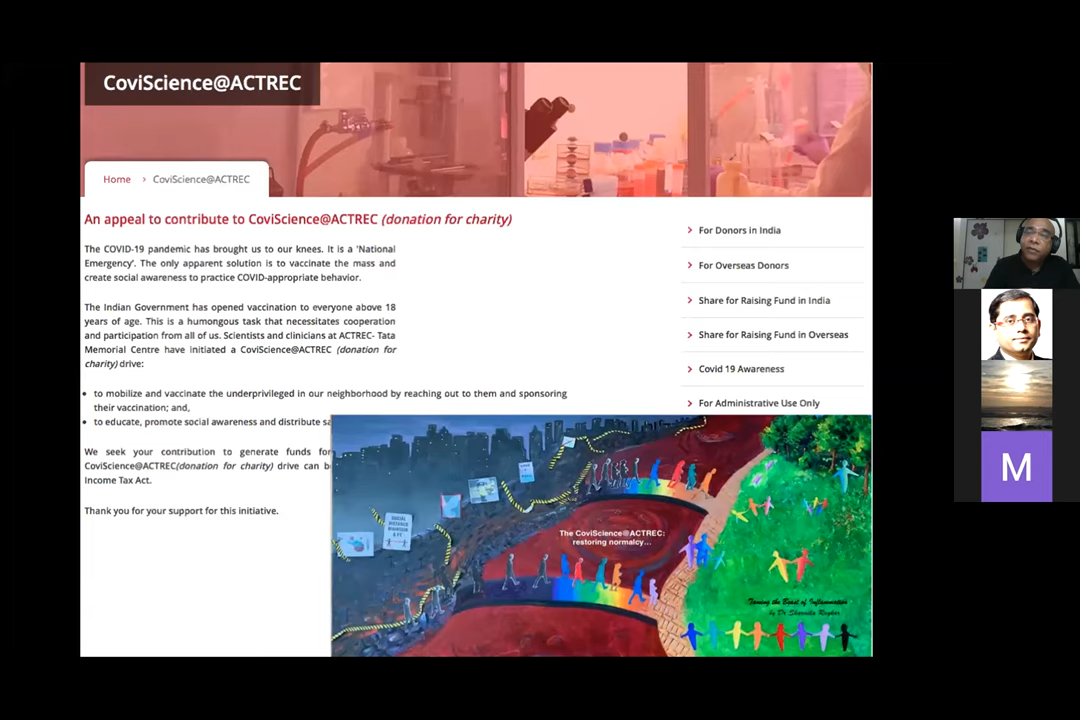 CoviScience@ACTREC
Home > CoviScience@ACTREC
An appeal to contribute to CoviScience@ACTREC (donation for charity)
The COVID-19 pandemic has brought us to our knees. It is a 'National
Emergency'. The only apparent solution is to vaccinate the mass and
create social awareness to practice COVID-appropriate behavior.
The Indian Government has opened vaccination to everyone above 18
years of age. This is a humongous task that necessitates cooperation
and participation from all of us. Scientists and clinicians at ACTREC- Tata
Memorial Centre have initiated a CoviScience@ACTREC (donation for
charity) drive:
• to mobilize and vaccinate the underprivileged in our neighborhood by reaching out to them and sponsoring
their vaccination; and,
• to educate, promote social awareness and distribute sa
We seek your contribution to generate funds for
CoviScience@ACTREC(donation for charity) drive can b
Income Tax Act.
Thank you for your support for this initiative.
> For Donors in India
> For Overseas Donors
> Share for Raising Fund in India
> Share for Raising Fund in Overseas
> Covid 19 Awareness
> For Administrative Use Only
SOCIAL
DISTANCE
The CoviScience@ACTREC:
restoring normalcy...
Taming the Beast of Inflammation
M